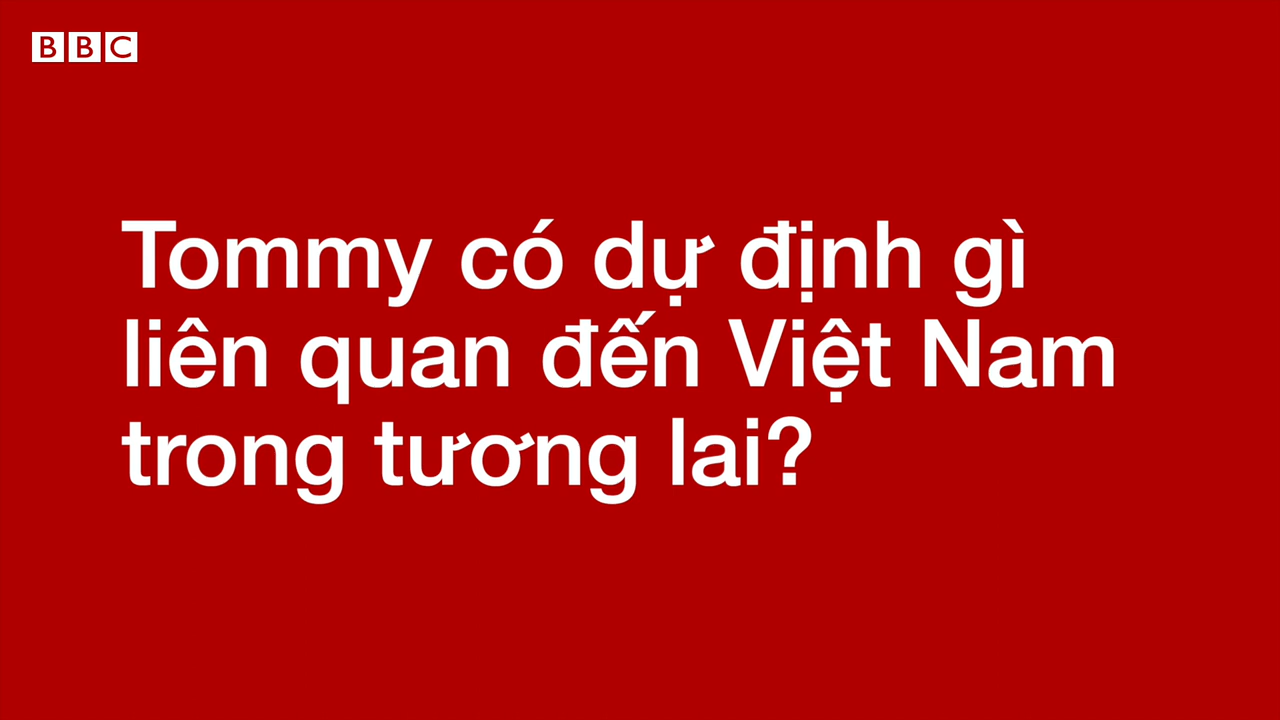 BBC
Tommy có dự định gì
liên quan đến Việt Nam
trong tương lai?